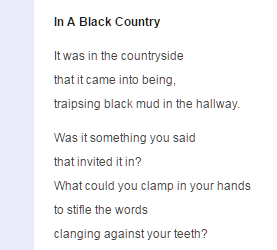 In A Black Country
It was in the countryside
that it came into being,
traipsing black mud in the hallway.
Was it something you said
that invited it in?
What could you clamp in your hands
to stifle the words
clanging against your teeth?